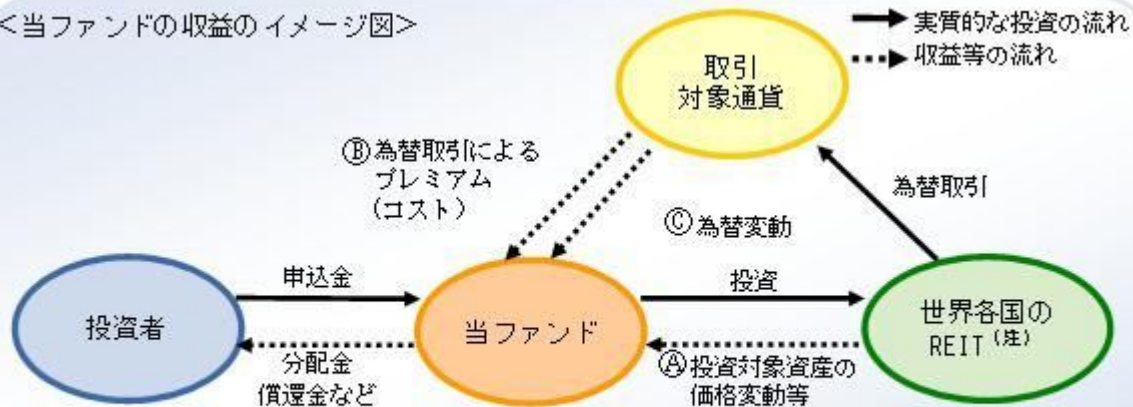 <当ファンドの収益のイメージ図>
実質的な投資の流れ
収益等の流れ
取引
対象通貨
Ⓑ為替取引による
プレミアム
(コスト)
為替取引
Ⓒ為替変動
申込金
投資
投資者
当ファンド
世界各国の
REIT(注)
分配金
償還金など
Ⓐ投資対象資産の
価格変動等